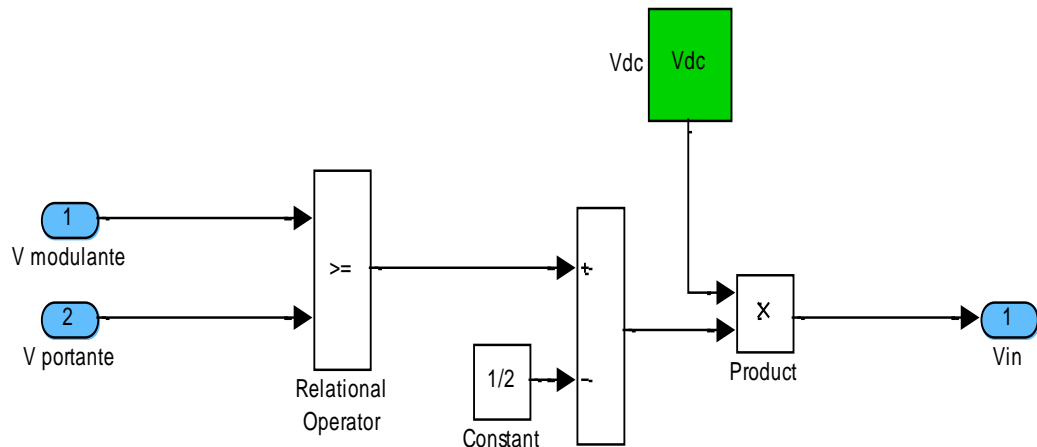 Vdc
Vdc
1
V modulante
2
V portante
>=
Relational
Operator
1/2
Constant
+
-
X
Product
1
Vin